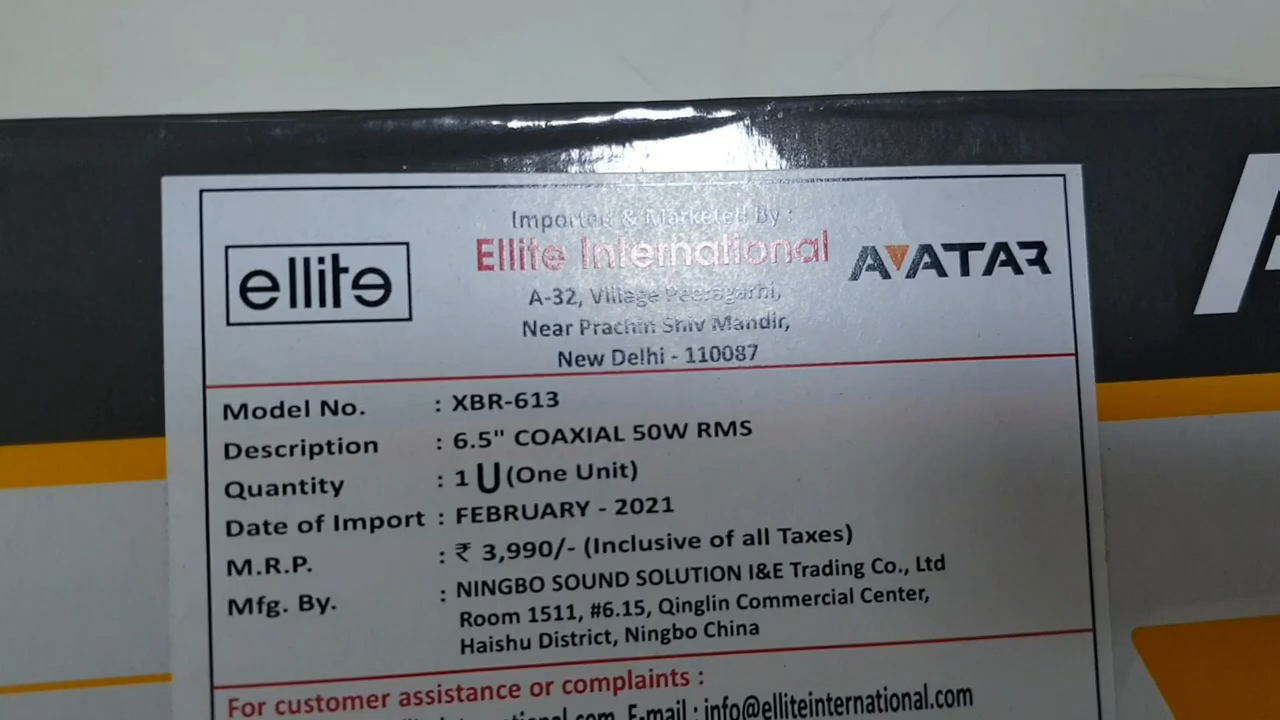 Imported & Marketed By :
ellite
Ellite International
AVATAR
A-32, Village Peeragarhi,
Near Prachin Shiv Mandir,
New Delhi - 110087
Model No. : XBR-613
Description : 6.5" COAXIAL 50W RMS
Quantity : 1 U (One Unit)
Date of Import : FEBRUARY - 2021
M.R.P. : ₹ 3,990/- (Inclusive of all Taxes)
Mfg. By. : NINGBO SOUND SOLUTION I&E Trading Co., Ltd
Room 1511, #6.15, Qinglin Commercial Center,
Haishu District, Ningbo China
For customer assistance or complaints :
E-mail : info@elliteinternational.com